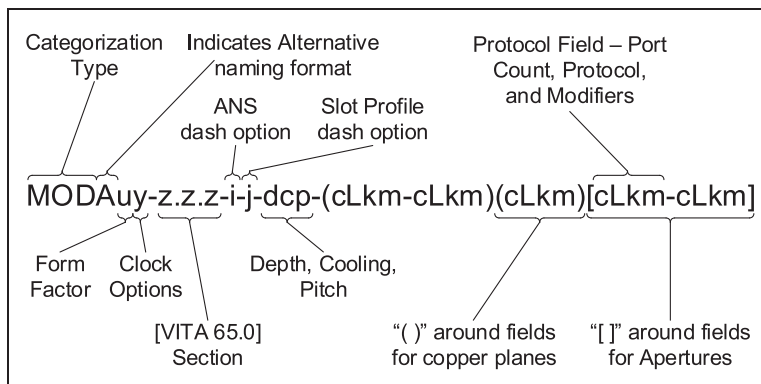 Categorization
Type
Indicates Alternative
naming format
Protocol Field – Port
Count, Protocol,
and Modifiers
ANS
dash option
Slot Profile
dash option
MODAuy-z.z.z-i-j-dcp-(cLkm-cLkm)(cLkm)[cLkm-cLkm]
Form
Factor
Clock
Options
Depth, Cooling,
Pitch
[VITA 65.0]
Section
“( )” around fields
for copper planes
“[ ]” around fields
for Apertures